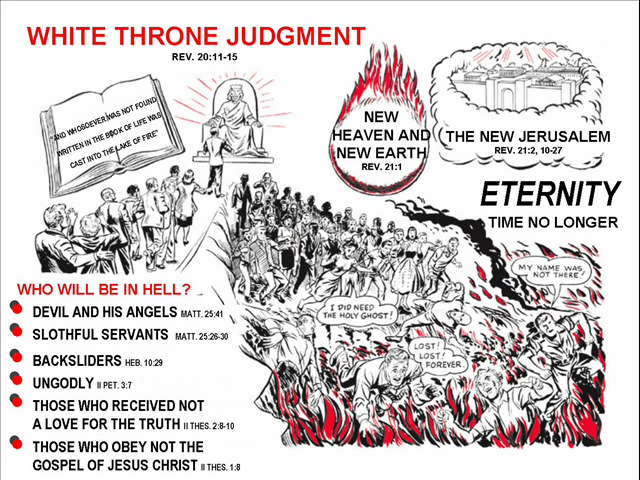 WHITE THRONE JUDGMENT
REV. 20:11-15
"AND WHOSOEVER WAS NOT FOUND
WRITTEN IN THE BOOK OF LIFE WAS
CAST INTO THE LAKE OF FIRE"
NEW
HEAVEN AND
NEW EARTH
REV. 21:1
THE NEW JERUSALEM
REV. 21:2, 10-27
ETERNITY
TIME NO LONGER
MY NAME WAS
NOT THERE!
I DID NEED
THE HOLY GHOST!
LOST!
LOST!
FOREVER
WHO WILL BE IN HELL?
DEVIL AND HIS ANGELS MATT. 25:41
SLOTHFUL SERVANTS MATT. 25:26-30
BACKSLIDERS HEB. 10:29
UNGODLY II PET. 3:7
THOSE WHO RECEIVED NOT
A LOVE FOR THE TRUTH II THES. 2:8-10
THOSE WHO OBEY NOT THE
GOSPEL OF JESUS CHRIST II THES. 1:8